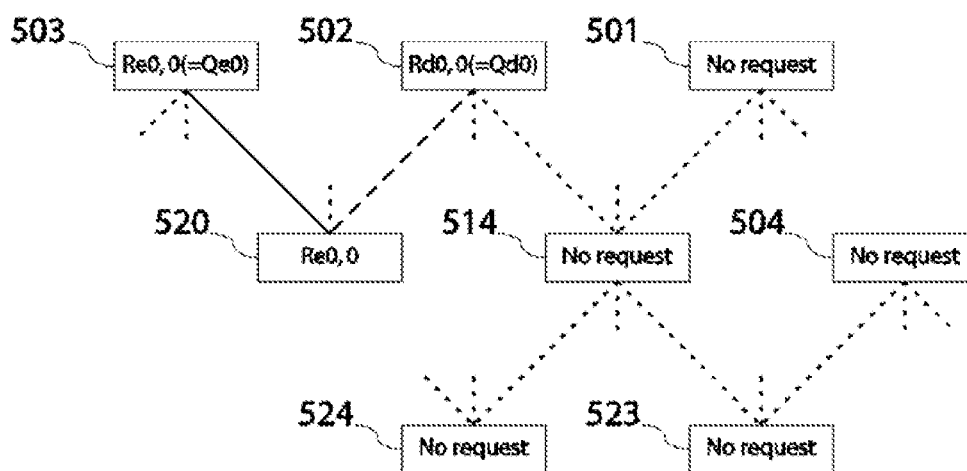 503
Re0, 0(=Qe0)
502
Rd0, 0(=Qd0)
501
No request
520
Re0, 0
514
No request
504
No request
524
No request
523
No request